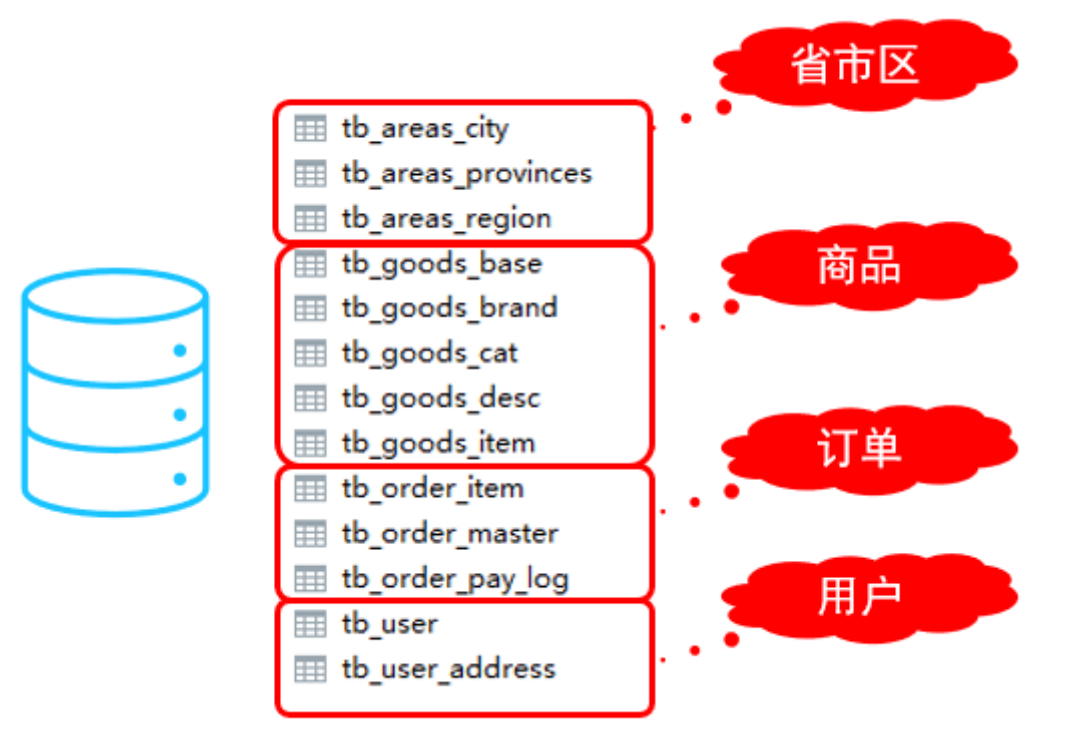 省市区
tb_areas_city
tb_areas_provinces
tb_areas_region
商品
tb_goods_base
tb_goods_brand
tb_goods_cat
tb_goods_desc
tb_goods_item
订单
tb_order_item
tb_order_master
tb_order_pay_log
用户
tb_user
tb_user_address